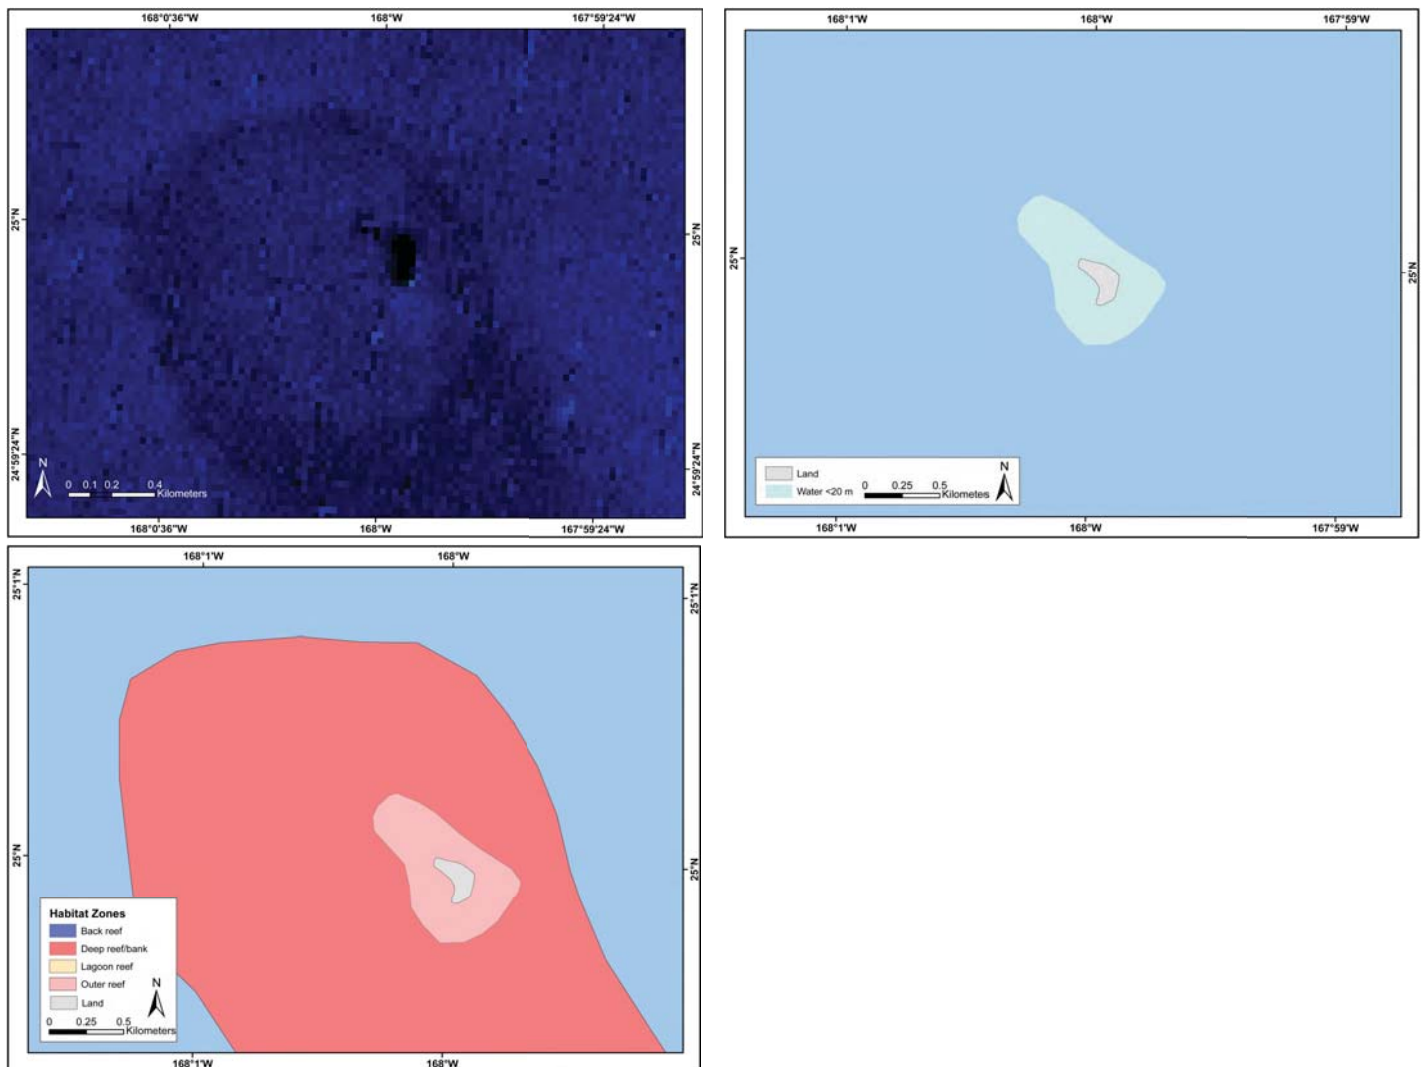 168°0'36"W 168°W 167°59'24"W
25°N
25°N
24°59'24"N
24°59'24"N
N
0 0.1 0.2 0.4
Kilometers
168°0'36"W 168°W 167°59'24"W
168°1'W 168°W 167°59'W
25°N
25°N
Land
Water <20 m
N
0 0.25 0.5
Kilometes
168°1'W 168°W 167°59'W
168°1'W 168°W
25°1'N
25°1'N
25°N
25°N
Habitat Zones
Back reef
Deep reef/bank
Lagoon reef
Outer reef
Land
N
0 0.25 0.5
Kilometers
168°1'W 168°W